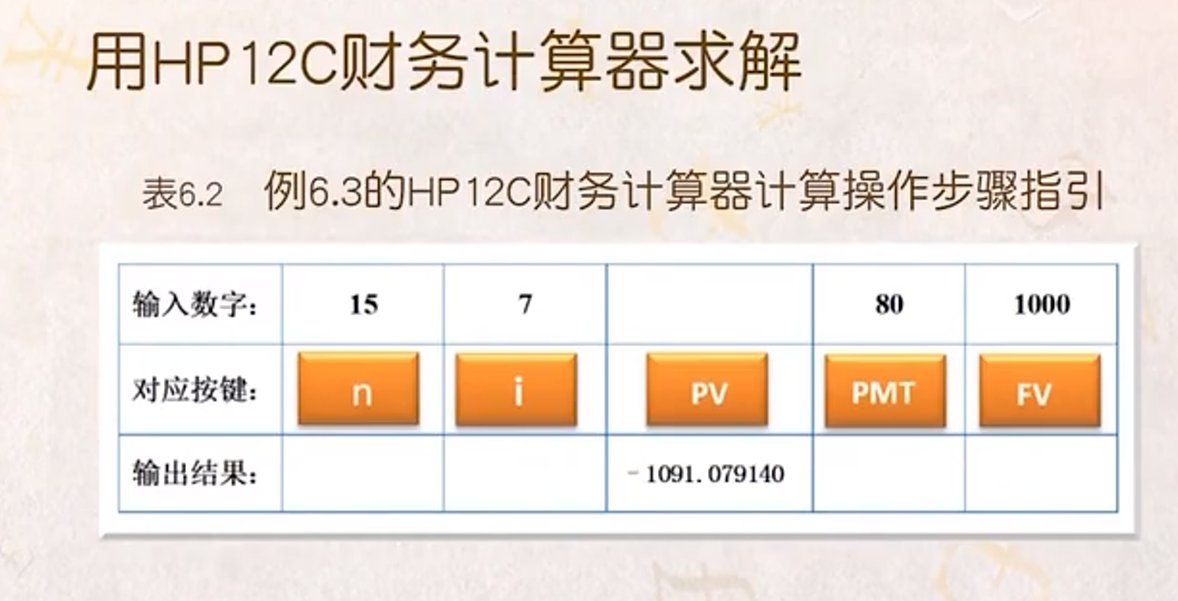 用HP12C财务计算器求解
表6.2 例6.3的HP12C财务计算器计算操作步骤指引
输入数字： 15 7 80 1000
对应按键： n i PV PMT FV
输出结果： -1091.079140